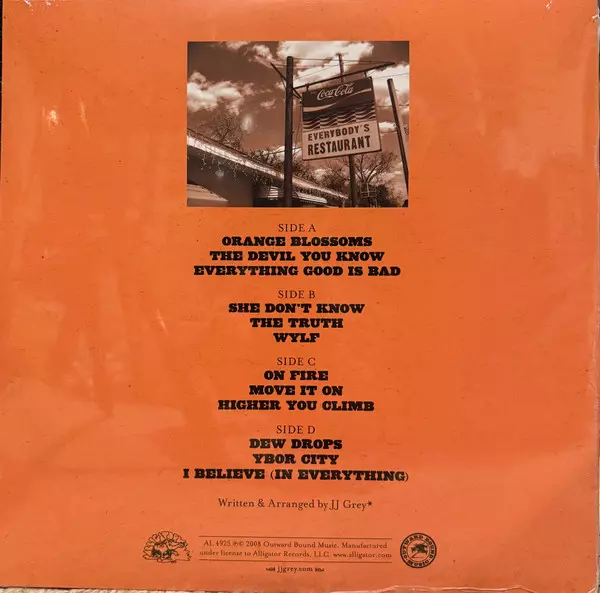 Coca-Cola
EVERYBODY'S
RESTAURANT
SIDE A
ORANGE BLOSSOMS
THE DEVIL YOU KNOW
EVERYTHING GOOD IS BAD
SIDE B
SHE DON'T KNOW
THE TRUTH
WYLF
SIDE C
ON FIRE
MOVE IT ON
HIGHER YOU CLIMB
SIDE D
DEW DROPS
YBOR CITY
I BELIEVE (IN EVERYTHING)
Written & Arranged by JJ Grey*
AL 4925 ℗© 2008 Outward Bound Music. Manufactured
under license to Alligator Records, LLC. www.alligator.com
jjgrey.com
OUTWARD BOUND
MUSIC